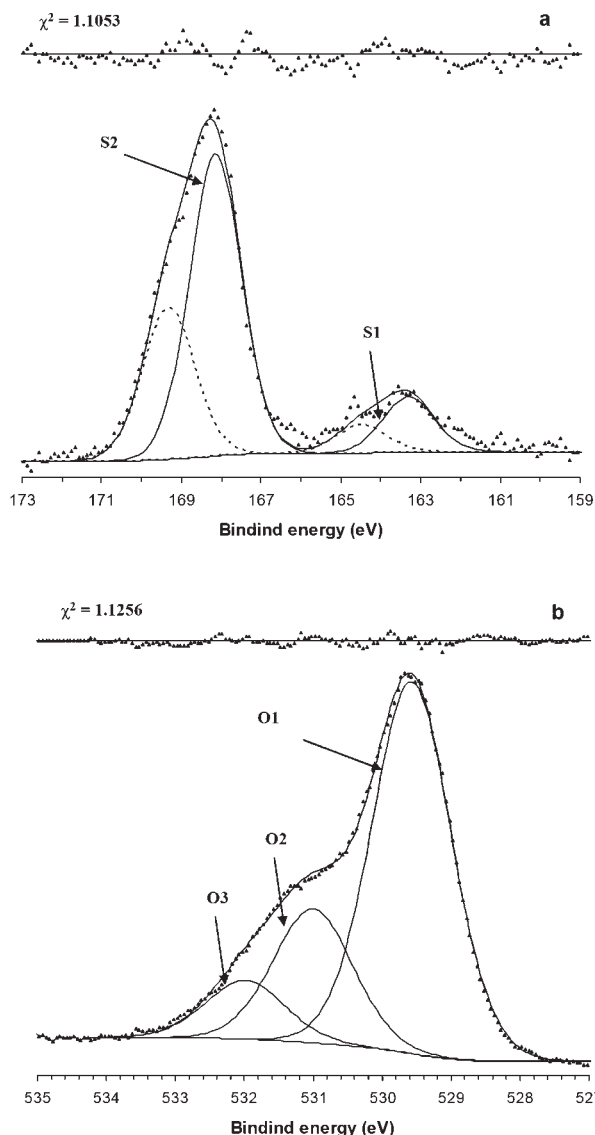 χ² = 1.1053
a
S2
S1
173 171 169 167 165 163 161 159
Bindind energy (eV)
χ² = 1.1256
b
O1
O2
O3
535 534 533 532 531 530 529 528 527
Bindind energy (eV)